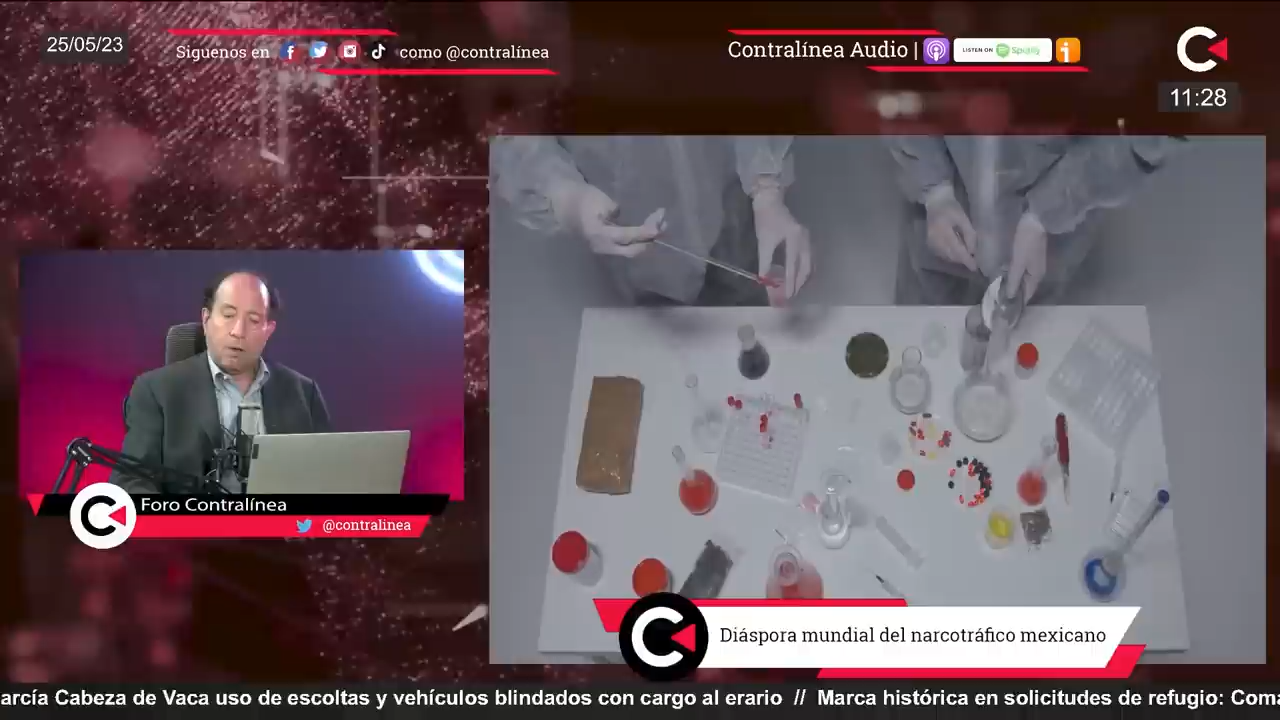 25/05/23
Siguenos en como @contralínea
Contralínea Audio |
LISTEN ON Spotify
11:28
Foro Contralínea
@contralinea
Diáspora mundial del narcotráfico mexicano
arcía Cabeza de Vaca uso de escoltas y vehículos blindados con cargo al erario // Marca histórica en solicitudes de refugio: Coma